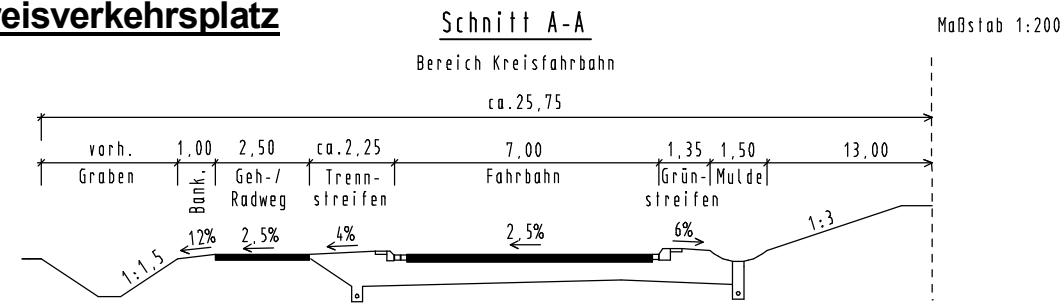 reisverkehrsplatz
Schnitt A-A
Maßstab 1:200
Bereich Kreisfahrbahn
ca.25,75
vorh. 1,00 2,50 ca.2,25 7,00 1,35 1,50 13,00
Graben Bank. Geh-/ Trenn- Fahrbahn Grün- Mulde
Radweg streifen streifen
12% 2,5% 4% 2,5% 6% 1:3
1:1,5